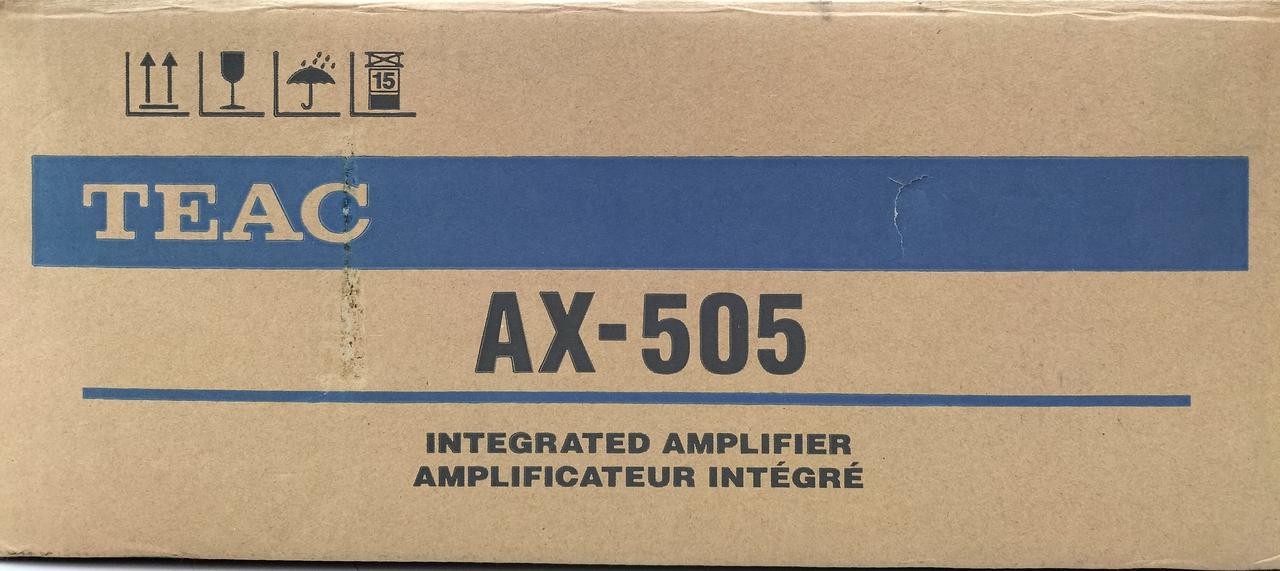 15
TEAC
AX-505
INTEGRATED AMPLIFIER
AMPLIFICATEUR INTÉGRÉ